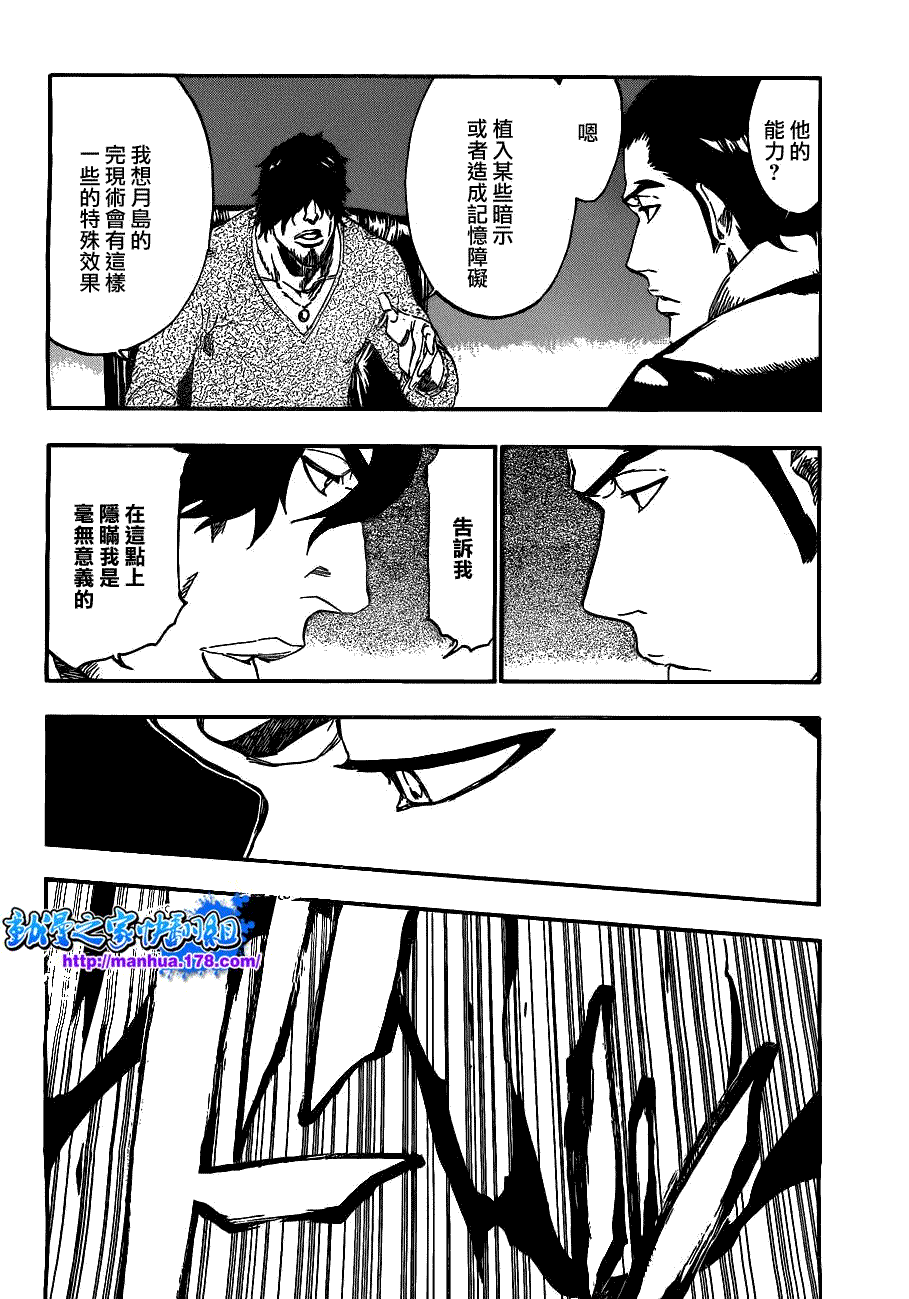 他的
能力?
嗯
植入某些暗示
或者造成記憶障礙
我想月島的
完現術會有這樣
一些的特殊效果
告訴我
在這點上
隱瞞我是
毫無意義的
動漫之家快翻組
http://manhua.178.com/